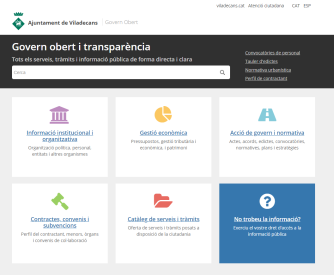 viladecans.cat Atenció ciutadana CAT ESP
Ajuntament de Viladecans Govern Obert
Govern obert i transparència
Tots els serveis, tràmits i informació pública de forma directa i clara
Cerca
Convocatòries de personal
Tauler d'edictes
Normativa urbanística
Perfil del contractant
Informació institucional i
organitzativa
Organització política, personal,
entitats i altres organismes
Gestió econòmica
Pressupostos, gestió tributària i
econòmica, i patrimoni
Acció de govern i normativa
Actes, acords, edictes, convocatòries,
normatives, plans i estratègies
Contractes, convenis i
subvencions
Perfil del contractant, menors, òrgans
i convenis de col·laboració
Catàleg de serveis i tràmits
Oferta de serveis i tràmits posats a
disposició de la ciutadania
No trobeu la informació?
Exerciu el vostre dret d'accés a la
informació pública